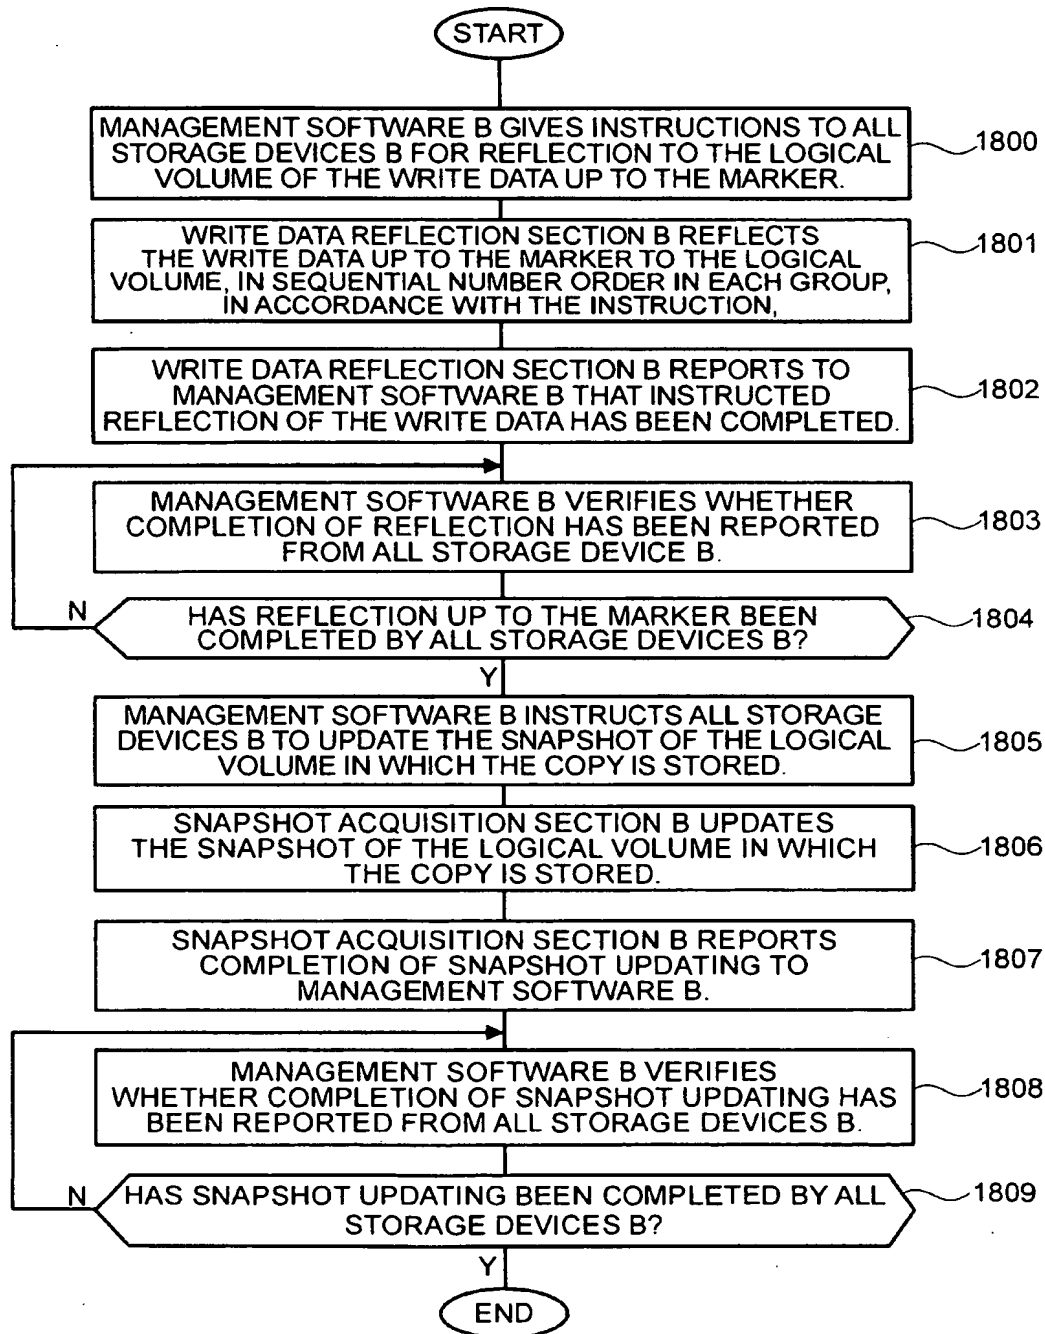 START
MANAGEMENT SOFTWARE B GIVES INSTRUCTIONS TO ALL
STORAGE DEVICES B FOR REFLECTION TO THE LOGICAL
VOLUME OF THE WRITE DATA UP TO THE MARKER.
1800
WRITE DATA REFLECTION SECTION B REFLECTS
THE WRITE DATA UP TO THE MARKER TO THE LOGICAL
VOLUME, IN SEQUENTIAL NUMBER ORDER IN EACH GROUP,
IN ACCORDANCE WITH THE INSTRUCTION,
1801
WRITE DATA REFLECTION SECTION B REPORTS TO
MANAGEMENT SOFTWARE B THAT INSTRUCTED
REFLECTION OF THE WRITE DATA HAS BEEN COMPLETED.
1802
MANAGEMENT SOFTWARE B VERIFIES WHETHER
COMPLETION OF REFLECTION HAS BEEN REPORTED
FROM ALL STORAGE DEVICE B.
1803
N
HAS REFLECTION UP TO THE MARKER BEEN
COMPLETED BY ALL STORAGE DEVICES B?
1804
Y
MANAGEMENT SOFTWARE B INSTRUCTS ALL STORAGE
DEVICES B TO UPDATE THE SNAPSHOT OF THE LOGICAL
VOLUME IN WHICH THE COPY IS STORED.
1805
SNAPSHOT ACQUISITION SECTION B UPDATES
THE SNAPSHOT OF THE LOGICAL VOLUME IN WHICH
THE COPY IS STORED.
1806
SNAPSHOT ACQUISITION SECTION B REPORTS
COMPLETION OF SNAPSHOT UPDATING TO
MANAGEMENT SOFTWARE B.
1807
MANAGEMENT SOFTWARE B VERIFIES
WHETHER COMPLETION OF SNAPSHOT UPDATING HAS
BEEN REPORTED FROM ALL STORAGE DEVICES B.
1808
N
HAS SNAPSHOT UPDATING BEEN COMPLETED BY ALL
STORAGE DEVICES B?
1809
Y
END